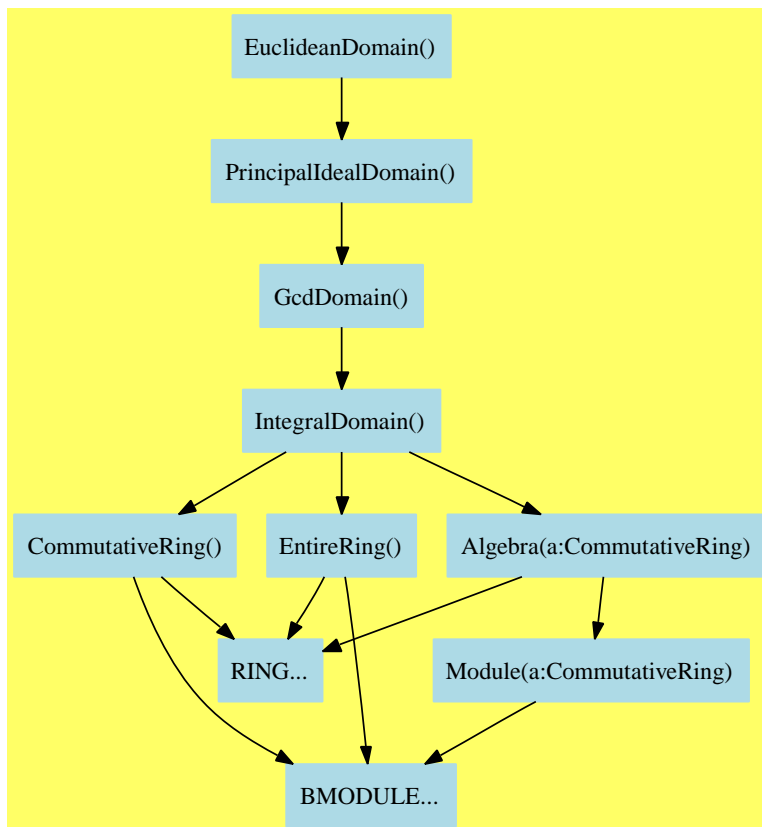 EuclideanDomain()
PrincipalIdealDomain()
GcdDomain()
IntegralDomain()
CommutativeRing()
EntireRing()
Algebra(a:CommutativeRing)
RING...
Module(a:CommutativeRing)
BMODULE...